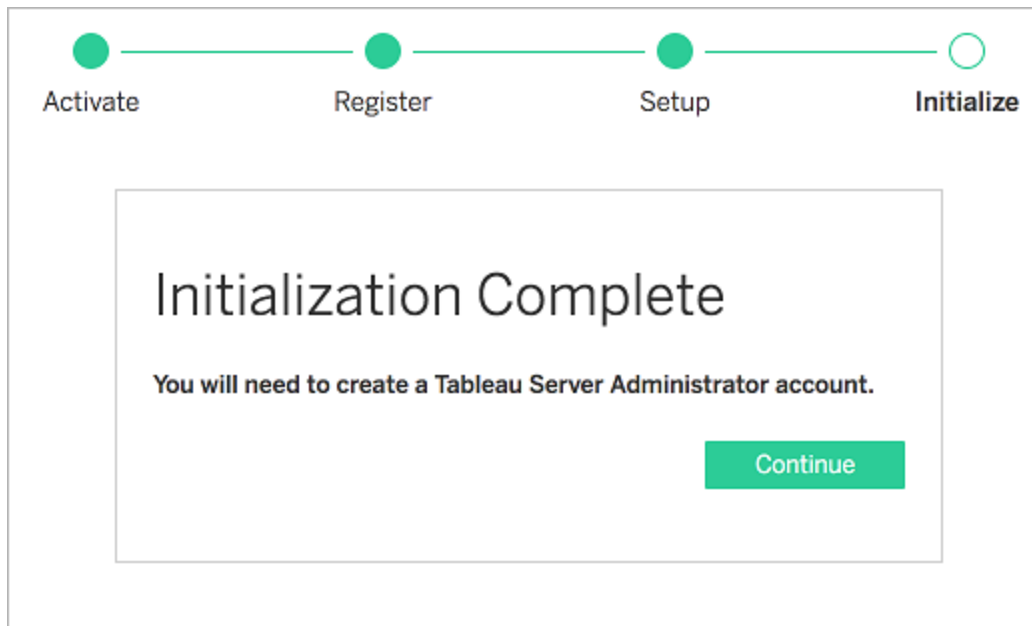 Activate Register Setup Initialize
Initialization Complete
You will need to create a Tableau Server Administrator account.
Continue